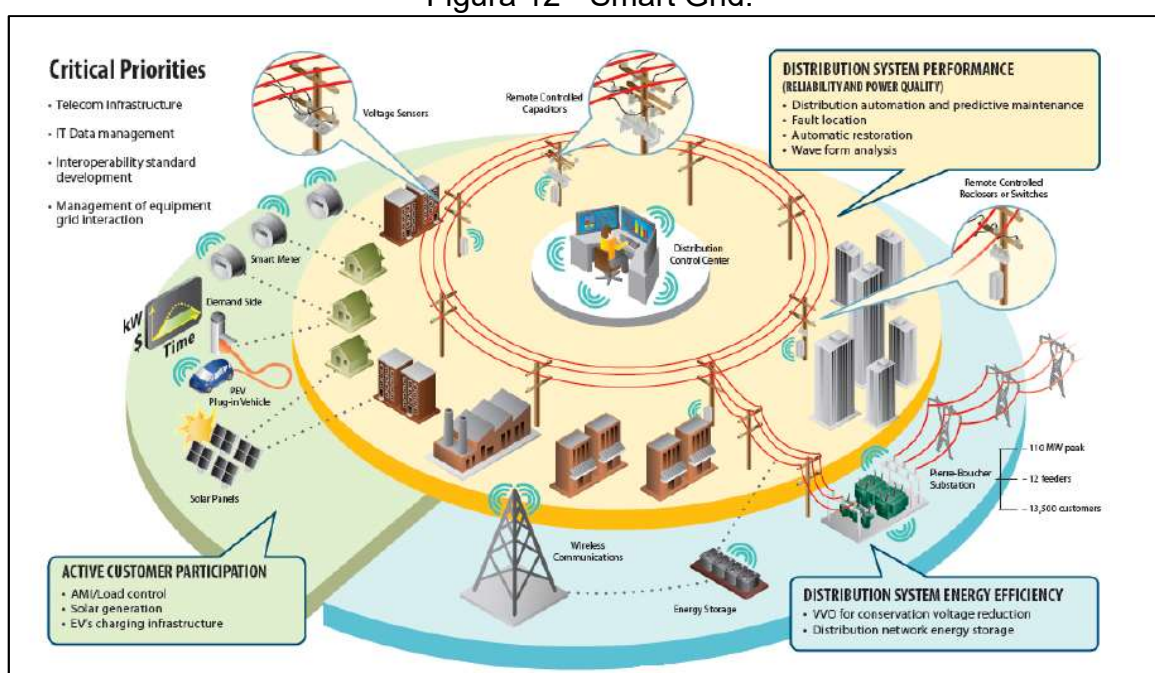 Figura 12 - Smart Grid.
Critical Priorities
• Telecom Infrastructure
• IT Data management
• Interoperability standard
development
• Management of equipment
grid interaction
Voltage Sensors
Remote Controlled
Capacitors
DISTRIBUTION SYSTEM PERFORMANCE
(RELIABILITY AND POWER QUALITY)
• Distribution automation and predictive maintenance
• Fault location
• Automatic restoration
• Wave form analysis
Remote Controlled
Reclosers or Switches
Distribution
Control Center
Smart Meter
Demand Side
kW
$
Time
PEV
Plug-in Vehicle
Solar Panels
Pierre-Boucher
Substation
– 110 MW peak
– 12 feeders
– 13,500 customers
Wireless
Communications
Energy Storage
ACTIVE CUSTOMER PARTICIPATION
• AMI/Load control
• Solar generation
• EV's charging infrastructure
DISTRIBUTION SYSTEM ENERGY EFFICIENCY
• VVO for conservation voltage reduction
• Distribution network energy storage